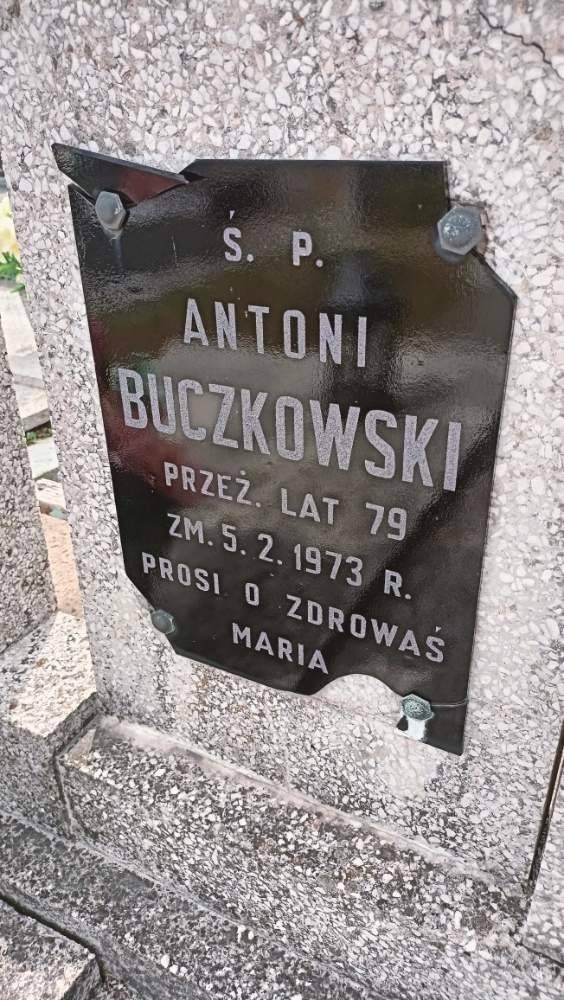 Ś. P.
ANTONI
BUCZKOWSKI
PRZEŻ. LAT 79
ZM. 5. 2. 1973 R.
PROSI O ZDROWAŚ
MARIA